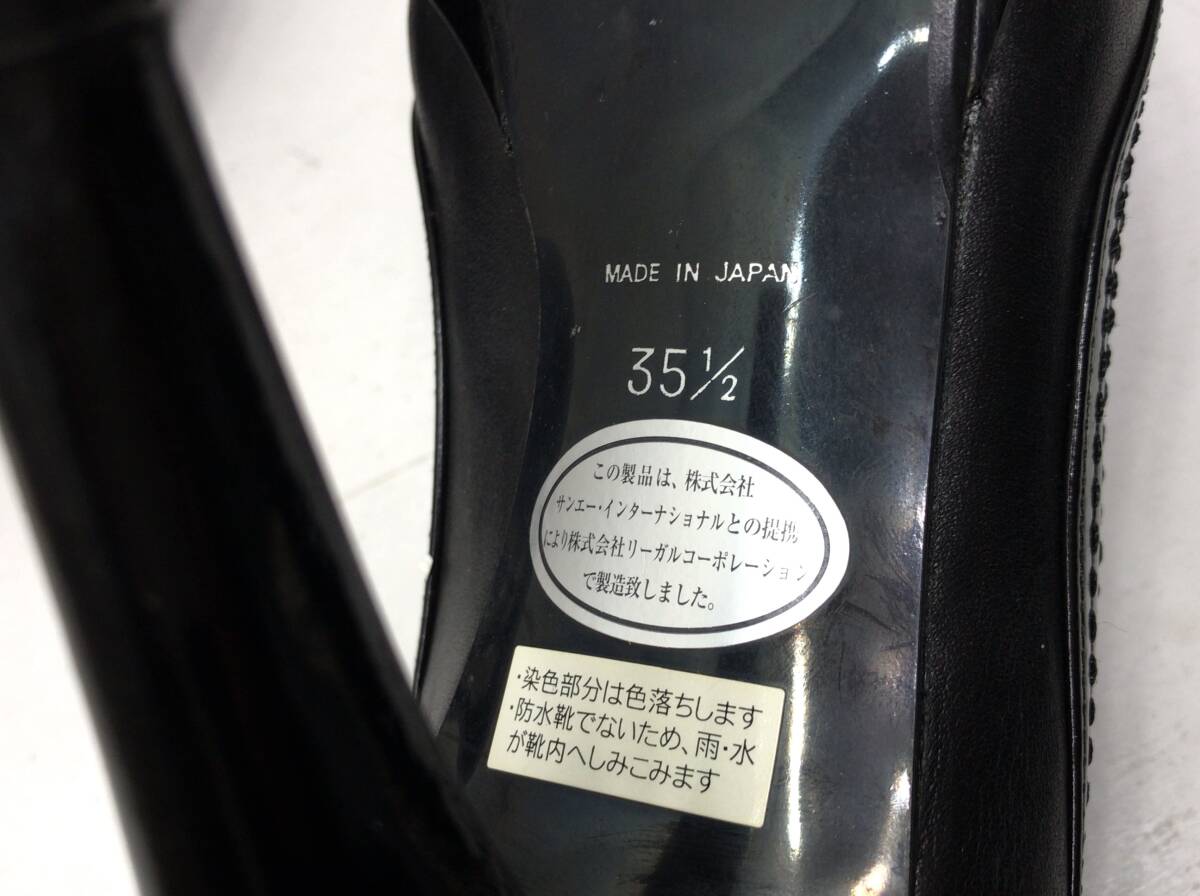 MADE IN JAPAN
35 1/2
この製品は、株式会社
サンエー・インターナショナルとの提携
により株式会社リーガルコーポレーション
で製造致しました。
・染色部分は色落ちします
・防水靴でないため、雨・水
が靴内へしみこみます